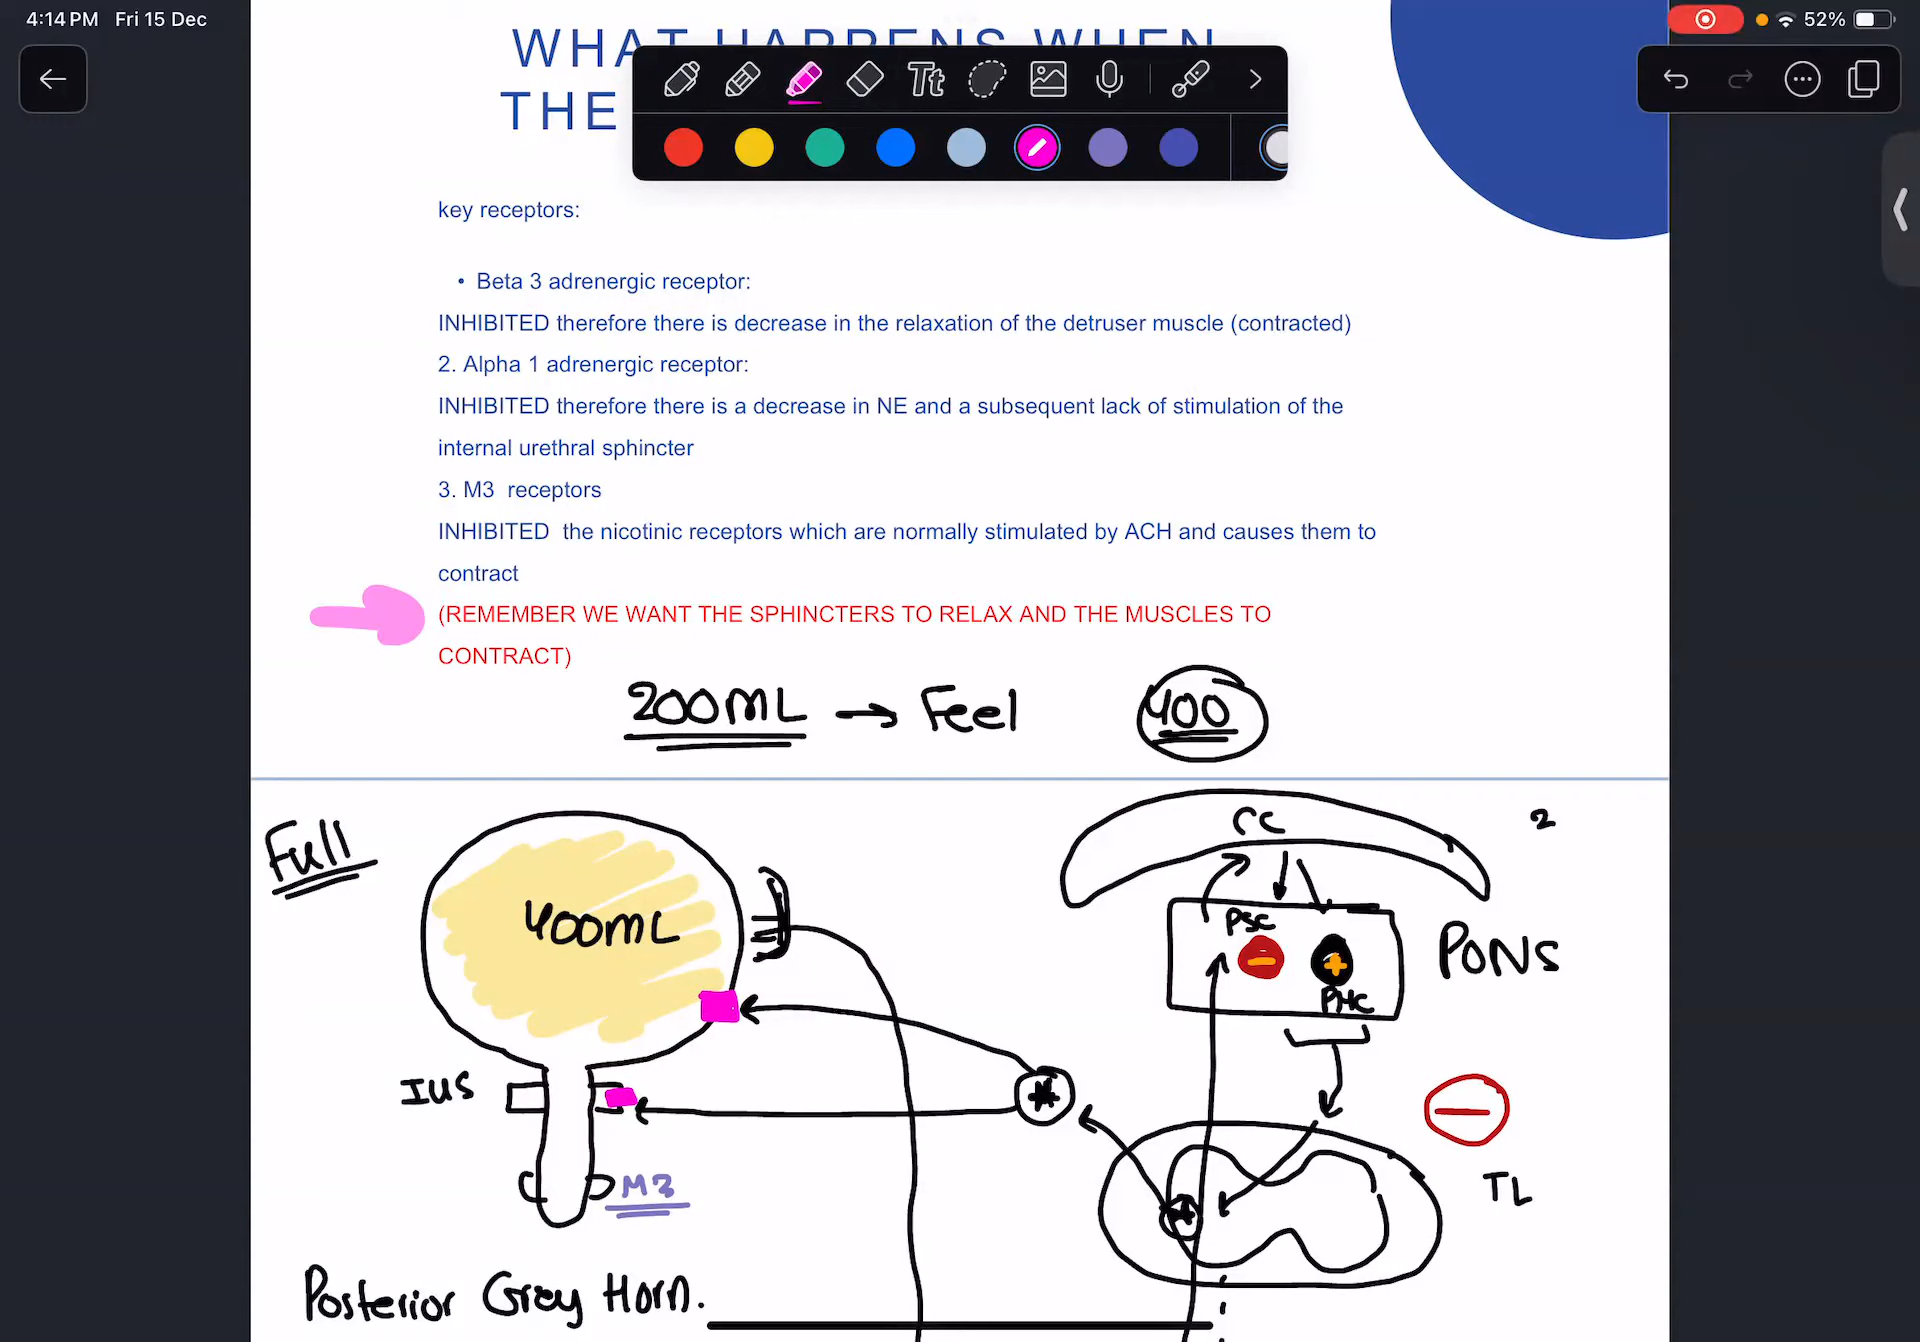 4:14 PM Fri 15 Dec
52%
WHAT HAPPENS WHEN
THE
Tt
key receptors:
• Beta 3 adrenergic receptor:
INHIBITED therefore there is decrease in the relaxation of the detruser muscle (contracted)
2. Alpha 1 adrenergic receptor:
INHIBITED therefore there is a decrease in NE and a subsequent lack of stimulation of the
internal urethral sphincter
3. M3 receptors
INHIBITED the nicotinic receptors which are normally stimulated by ACH and causes them to
contract
(REMEMBER WE WANT THE SPHINCTERS TO RELAX AND THE MUSCLES TO
CONTRACT)
200ML → Feel 400
Full
CC
2
400ML
PSC
PONS
PMC
IUS
TL
M3
Posterior Grey Horn.